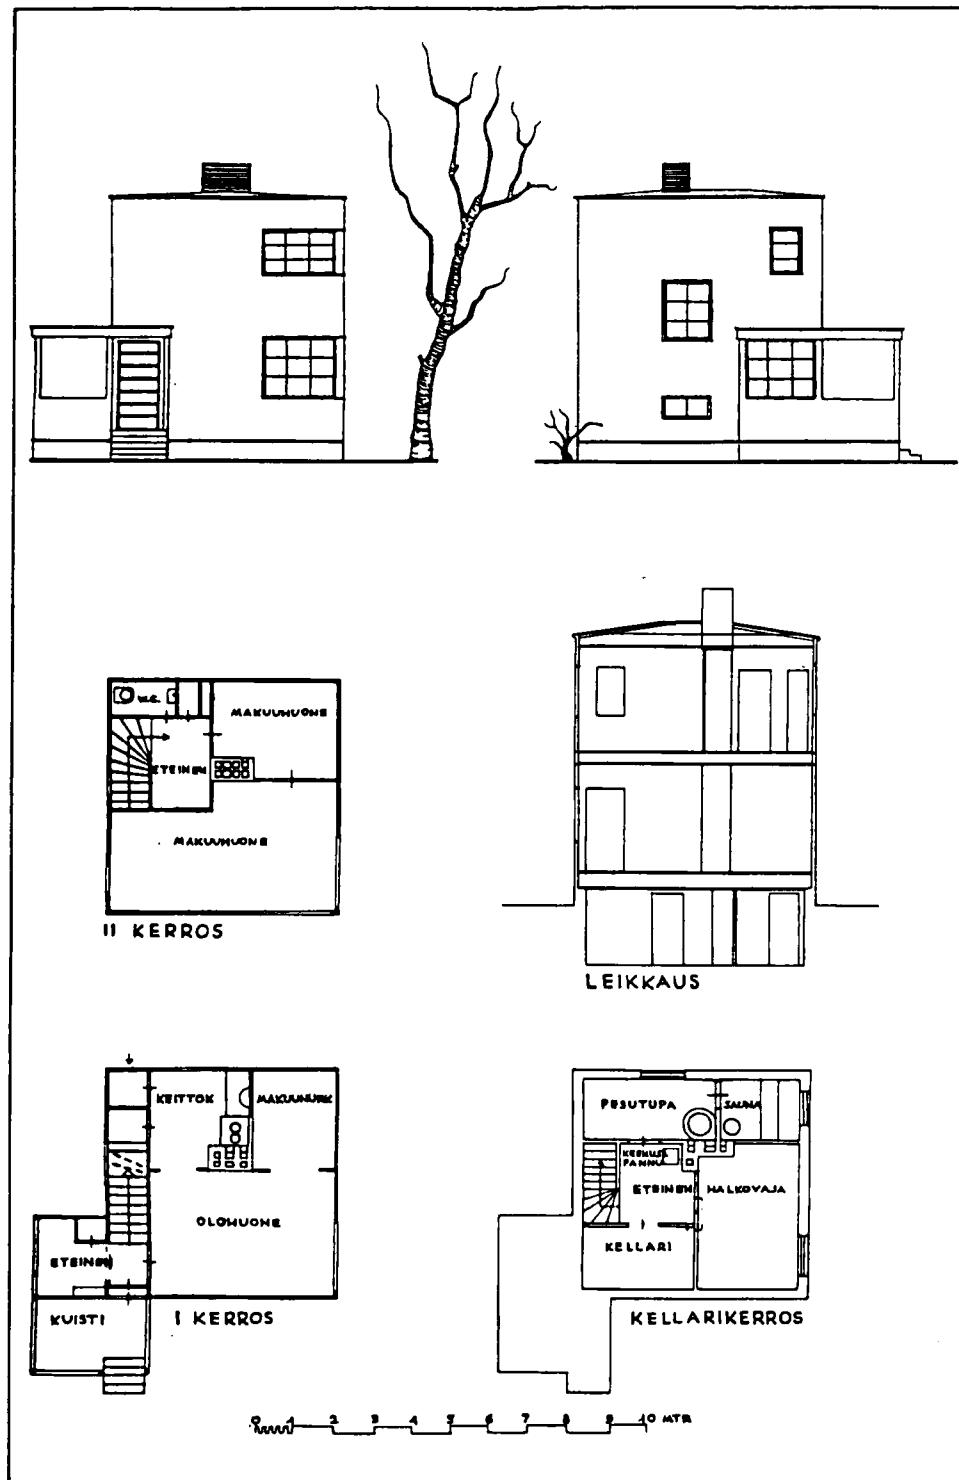 W.C.
MAKUUHUONE
ETEINEN
MAKUUHUONE
II KERROS
LEIKKAUS
KEITTOK
MAKUUHUK
OLOHUONE
ETEINEN
KUISTI
I KERROS
PESUTUPA
SAUNA
KESKUSL
PANNU
ETEINEN
HALKOVAJA
KELLARI
KELLARIKERROS
0 1 2 3 4 5 6 7 8 9 10 MTR